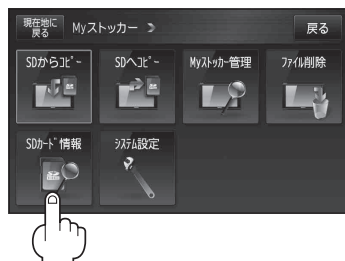 現在地に
戻る
Myストッカー
戻る
SDからｺﾋﾟｰ
SDへｺﾋﾟｰ
Myｽﾄｯｶｰ管理
ﾌｧｲﾙ削除
SDｶｰﾄﾞ情報
ｼｽﾃﾑ設定